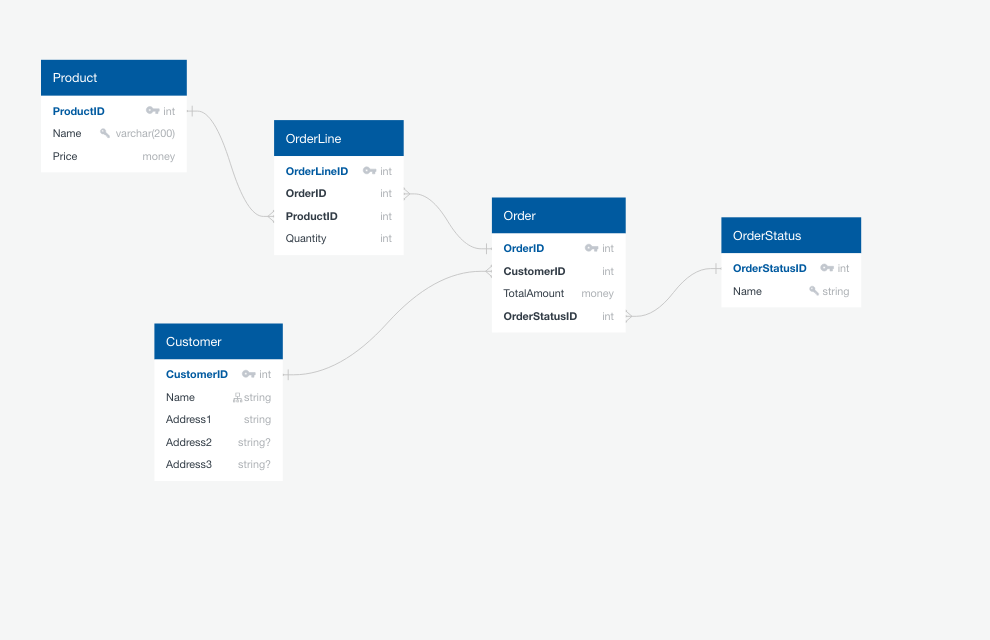 Product
ProductID int
Name varchar(200)
Price money
OrderLine
OrderLineID int
OrderID int
ProductID int
Quantity int
Order
OrderID int
CustomerID int
TotalAmount money
OrderStatusID int
OrderStatus
OrderStatusID int
Name string
Customer
CustomerID int
Name string
Address1 string
Address2 string?
Address3 string?